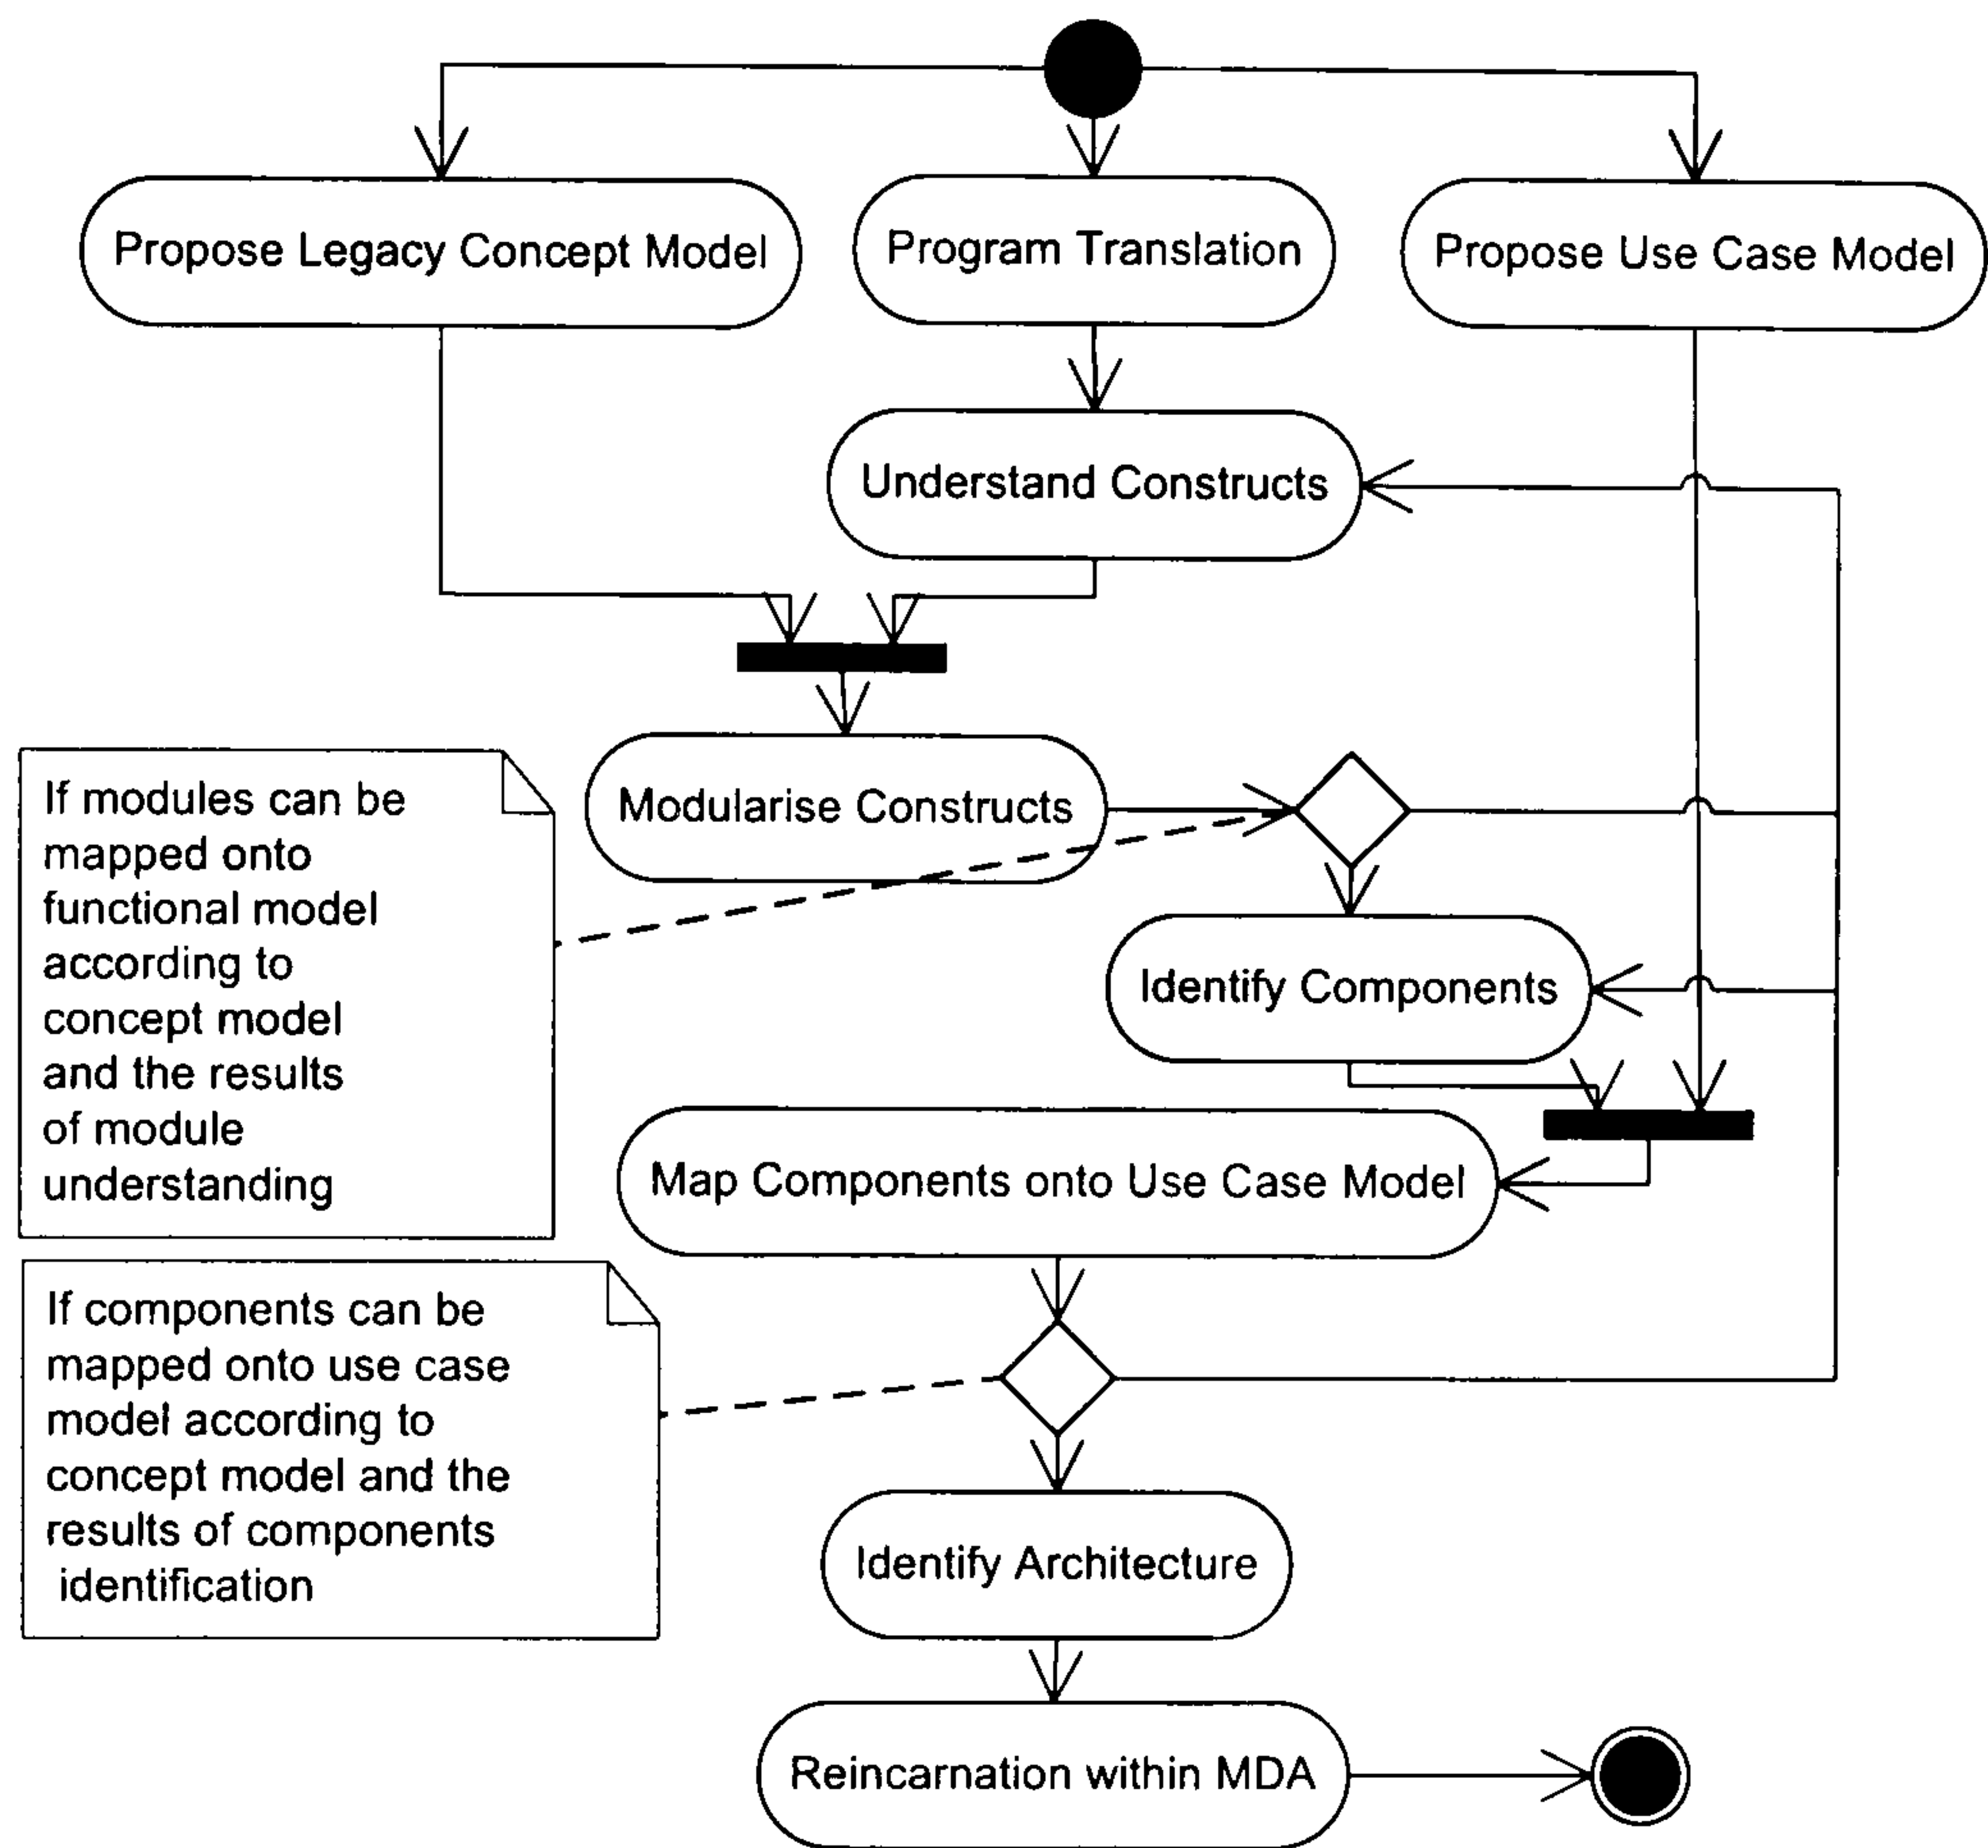 Propose Legacy Concept Model
Program Translation
Propose Use Case Model
Understand Constructs
Modularise Constructs
If modules can be
mapped onto
functional model
according to
concept model
and the results
of module
understanding
Identify Components
Map Components onto Use Case Model
If components can be
mapped onto use case
model according to
concept model and the
results of components
identification
Identify Architecture
Reincarnation within MDA